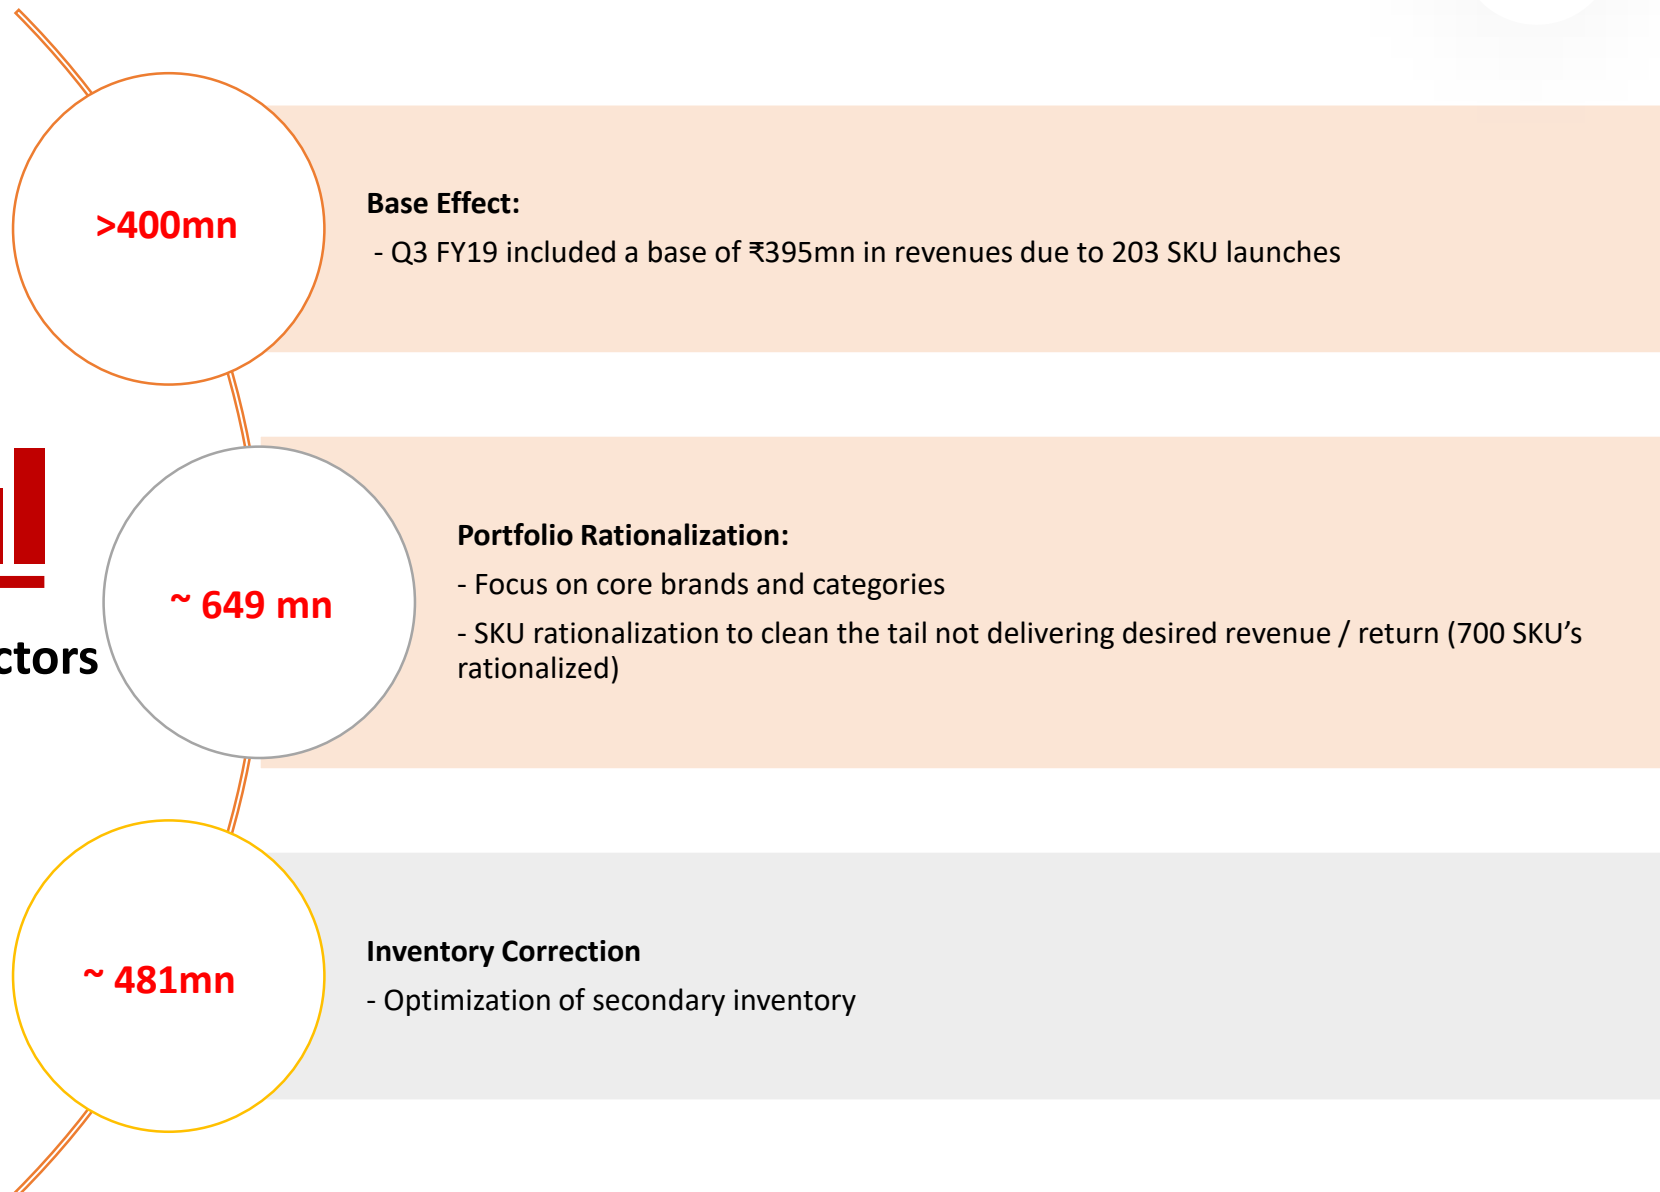 >400mn
Base Effect:
- Q3 FY19 included a base of ₹395mn in revenues due to 203 SKU launches
~ 649 mn
Portfolio Rationalization:
- Focus on core brands and categories
- SKU rationalization to clean the tail not delivering desired revenue / return (700 SKU’s
rationalized)
ctors
~ 481mn
Inventory Correction
- Optimization of secondary inventory